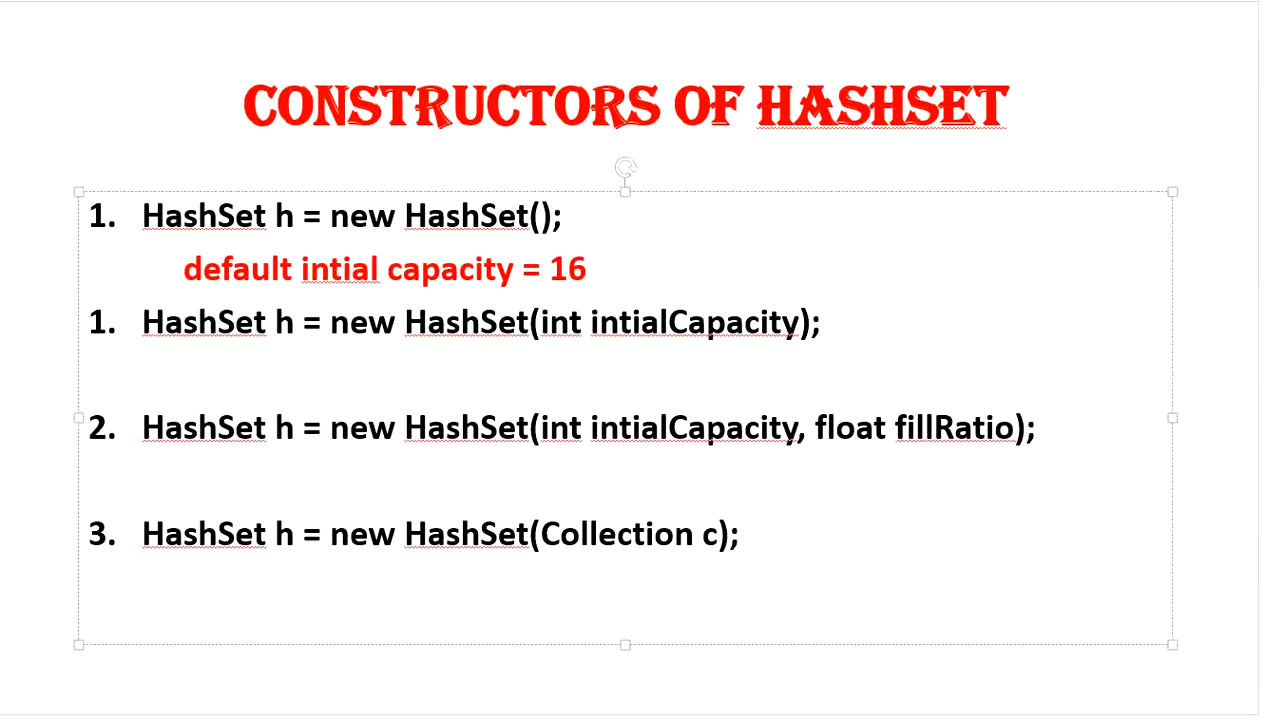 CONSTRUCTORS OF HASHSET
1. HashSet h = new HashSet();
default intial capacity = 16
1. HashSet h = new HashSet(int intialCapacity);
2. HashSet h = new HashSet(int intialCapacity, float fillRatio);
3. HashSet h = new HashSet(Collection c);